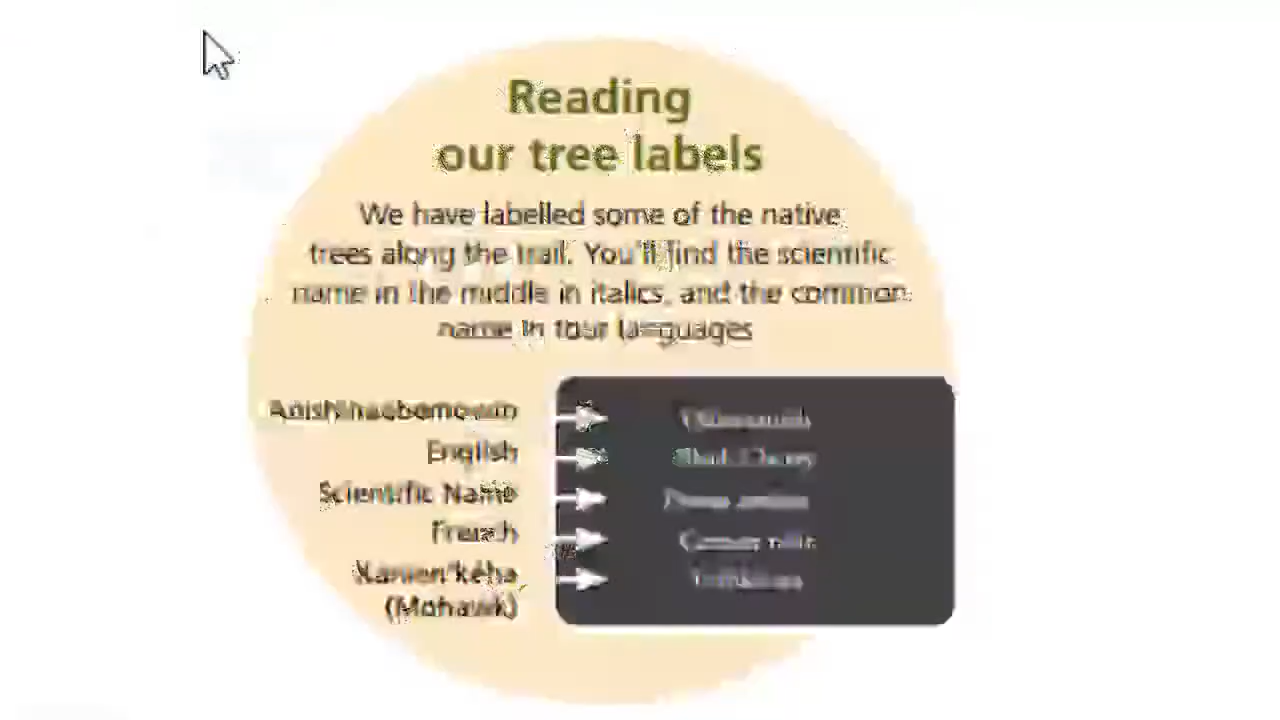 Reading
our tree labels
We have labelled some of the native
trees along the trail. You'll find the scientific
name in the middle in italics, and the common
name in four languages
Anishinaabemowin
English
Black Cherry
Scientific Name
French
Kanien'kéha
(Mohawk)